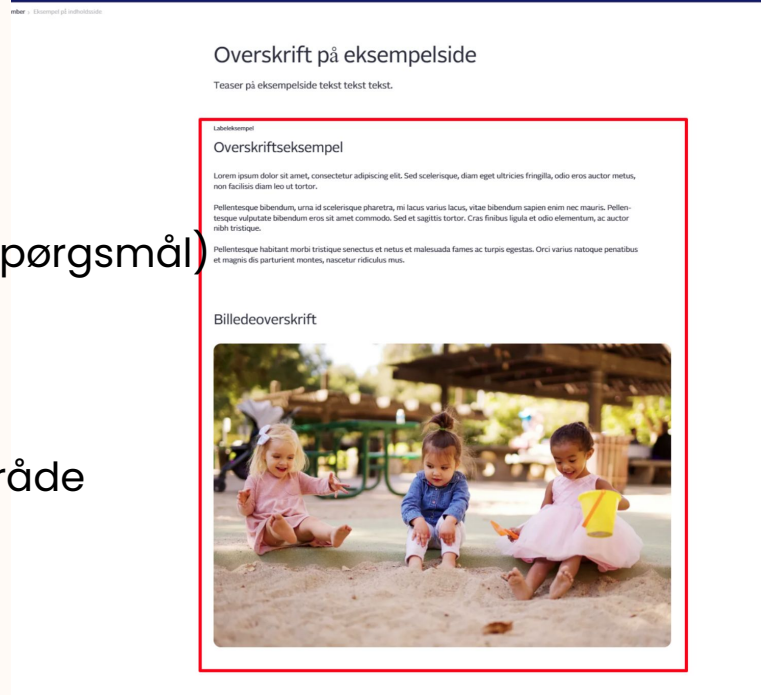 mber › Eksempel på indholdsside
Overskrift på eksempelside
Teaser på eksempelside tekst tekst tekst.
Labeleksempel
Overskriftseksempel
Lorem ipsum dolor sit amet, consectetur adipiscing elit. Sed scelerisque, diam eget ultricies fringilla, odio eros auctor metus,
non facilisis diam leo ut tortor.
Pellentesque bibendum, urna id scelerisque pharetra, mi lacus varius lacus, vitae bibendum sapien enim nec mauris. Pellen-
tesque vulputate bibendum eros sit amet commodo. Sed et sagittis tortor. Cras finibus ligula et odio elementum, ac auctor
nibh tristique.
pørgsmål)
Pellentesque habitant morbi tristique senectus et netus et malesuada fames ac turpis egestas. Orci varius natoque penatibus
et magnis dis parturient montes, nascetur ridiculus mus.
Billedeoverskrift
råde